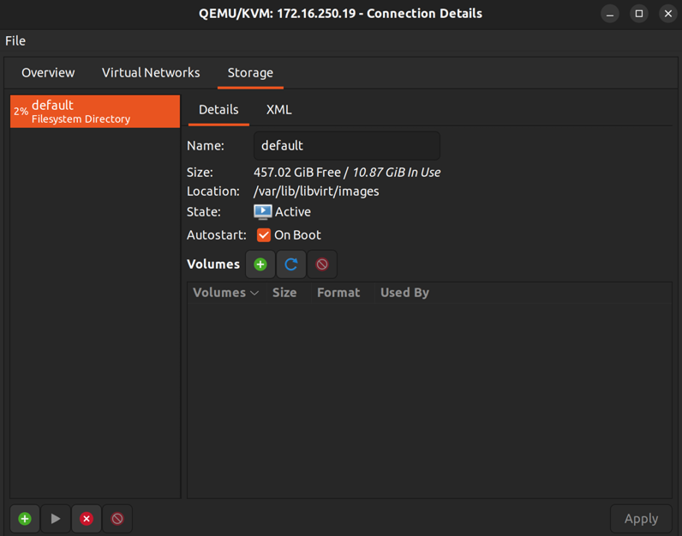 QEMU/KVM: 172.16.250.19 - Connection Details
File
Overview Virtual Networks Storage
2% default
Filesystem Directory
Details XML
Name: default
Size: 457.02 GiB Free / 10.87 GiB In Use
Location: /var/lib/libvirt/images
State: Active
Autostart: On Boot
Volumes
Volumes Size Format Used By
Apply